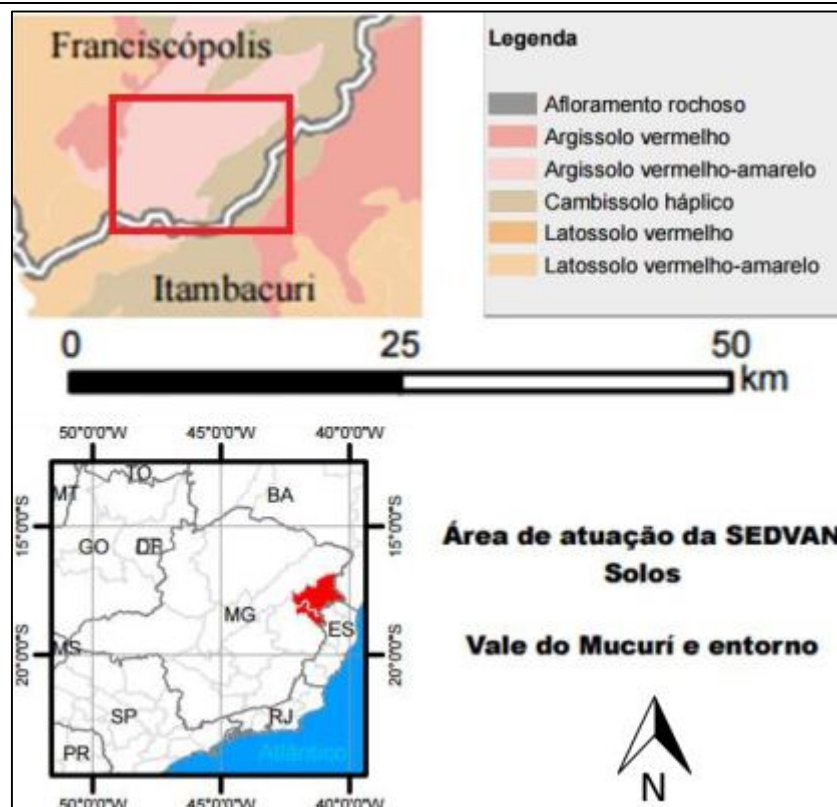 Franciscópolis
Itambacuri
Legenda
Afloramento rochoso
Argissolo vermelho
Argissolo vermelho-amarelo
Cambissolo háplico
Latossolo vermelho
Latossolo vermelho-amarelo
0 25 50
km
50°0'0"W 45°0'0"W 40°0'0"W
TO
MT
BA
15°0'0"S 15°0'0"S
GO
MG
ES
MS
20°0'0"S 20°0'0"S
SP
RJ
PR
Atlântico
50°0'0"W 45°0'0"W 40°0'0"W
Área de atuação da SEDVAN
Solos
Vale do Mucurí e entorno
N